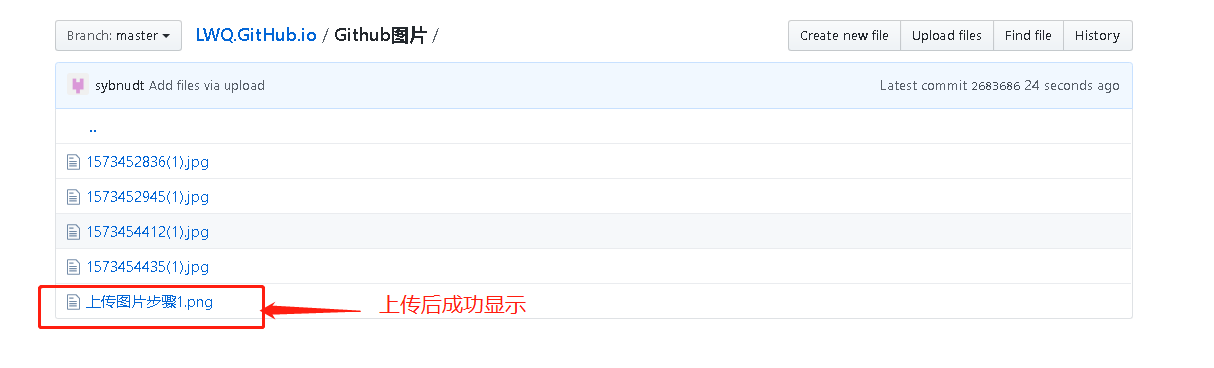 Branch: master LWQ.GitHub.io / Github图片 / Create new file Upload files Find file History
sybnudt Add files via upload Latest commit 2683686 24 seconds ago
..
1573452836(1).jpg
1573452945(1).jpg
1573454412(1).jpg
1573454435(1).jpg
上传图片步骤1.png 上传后成功显示